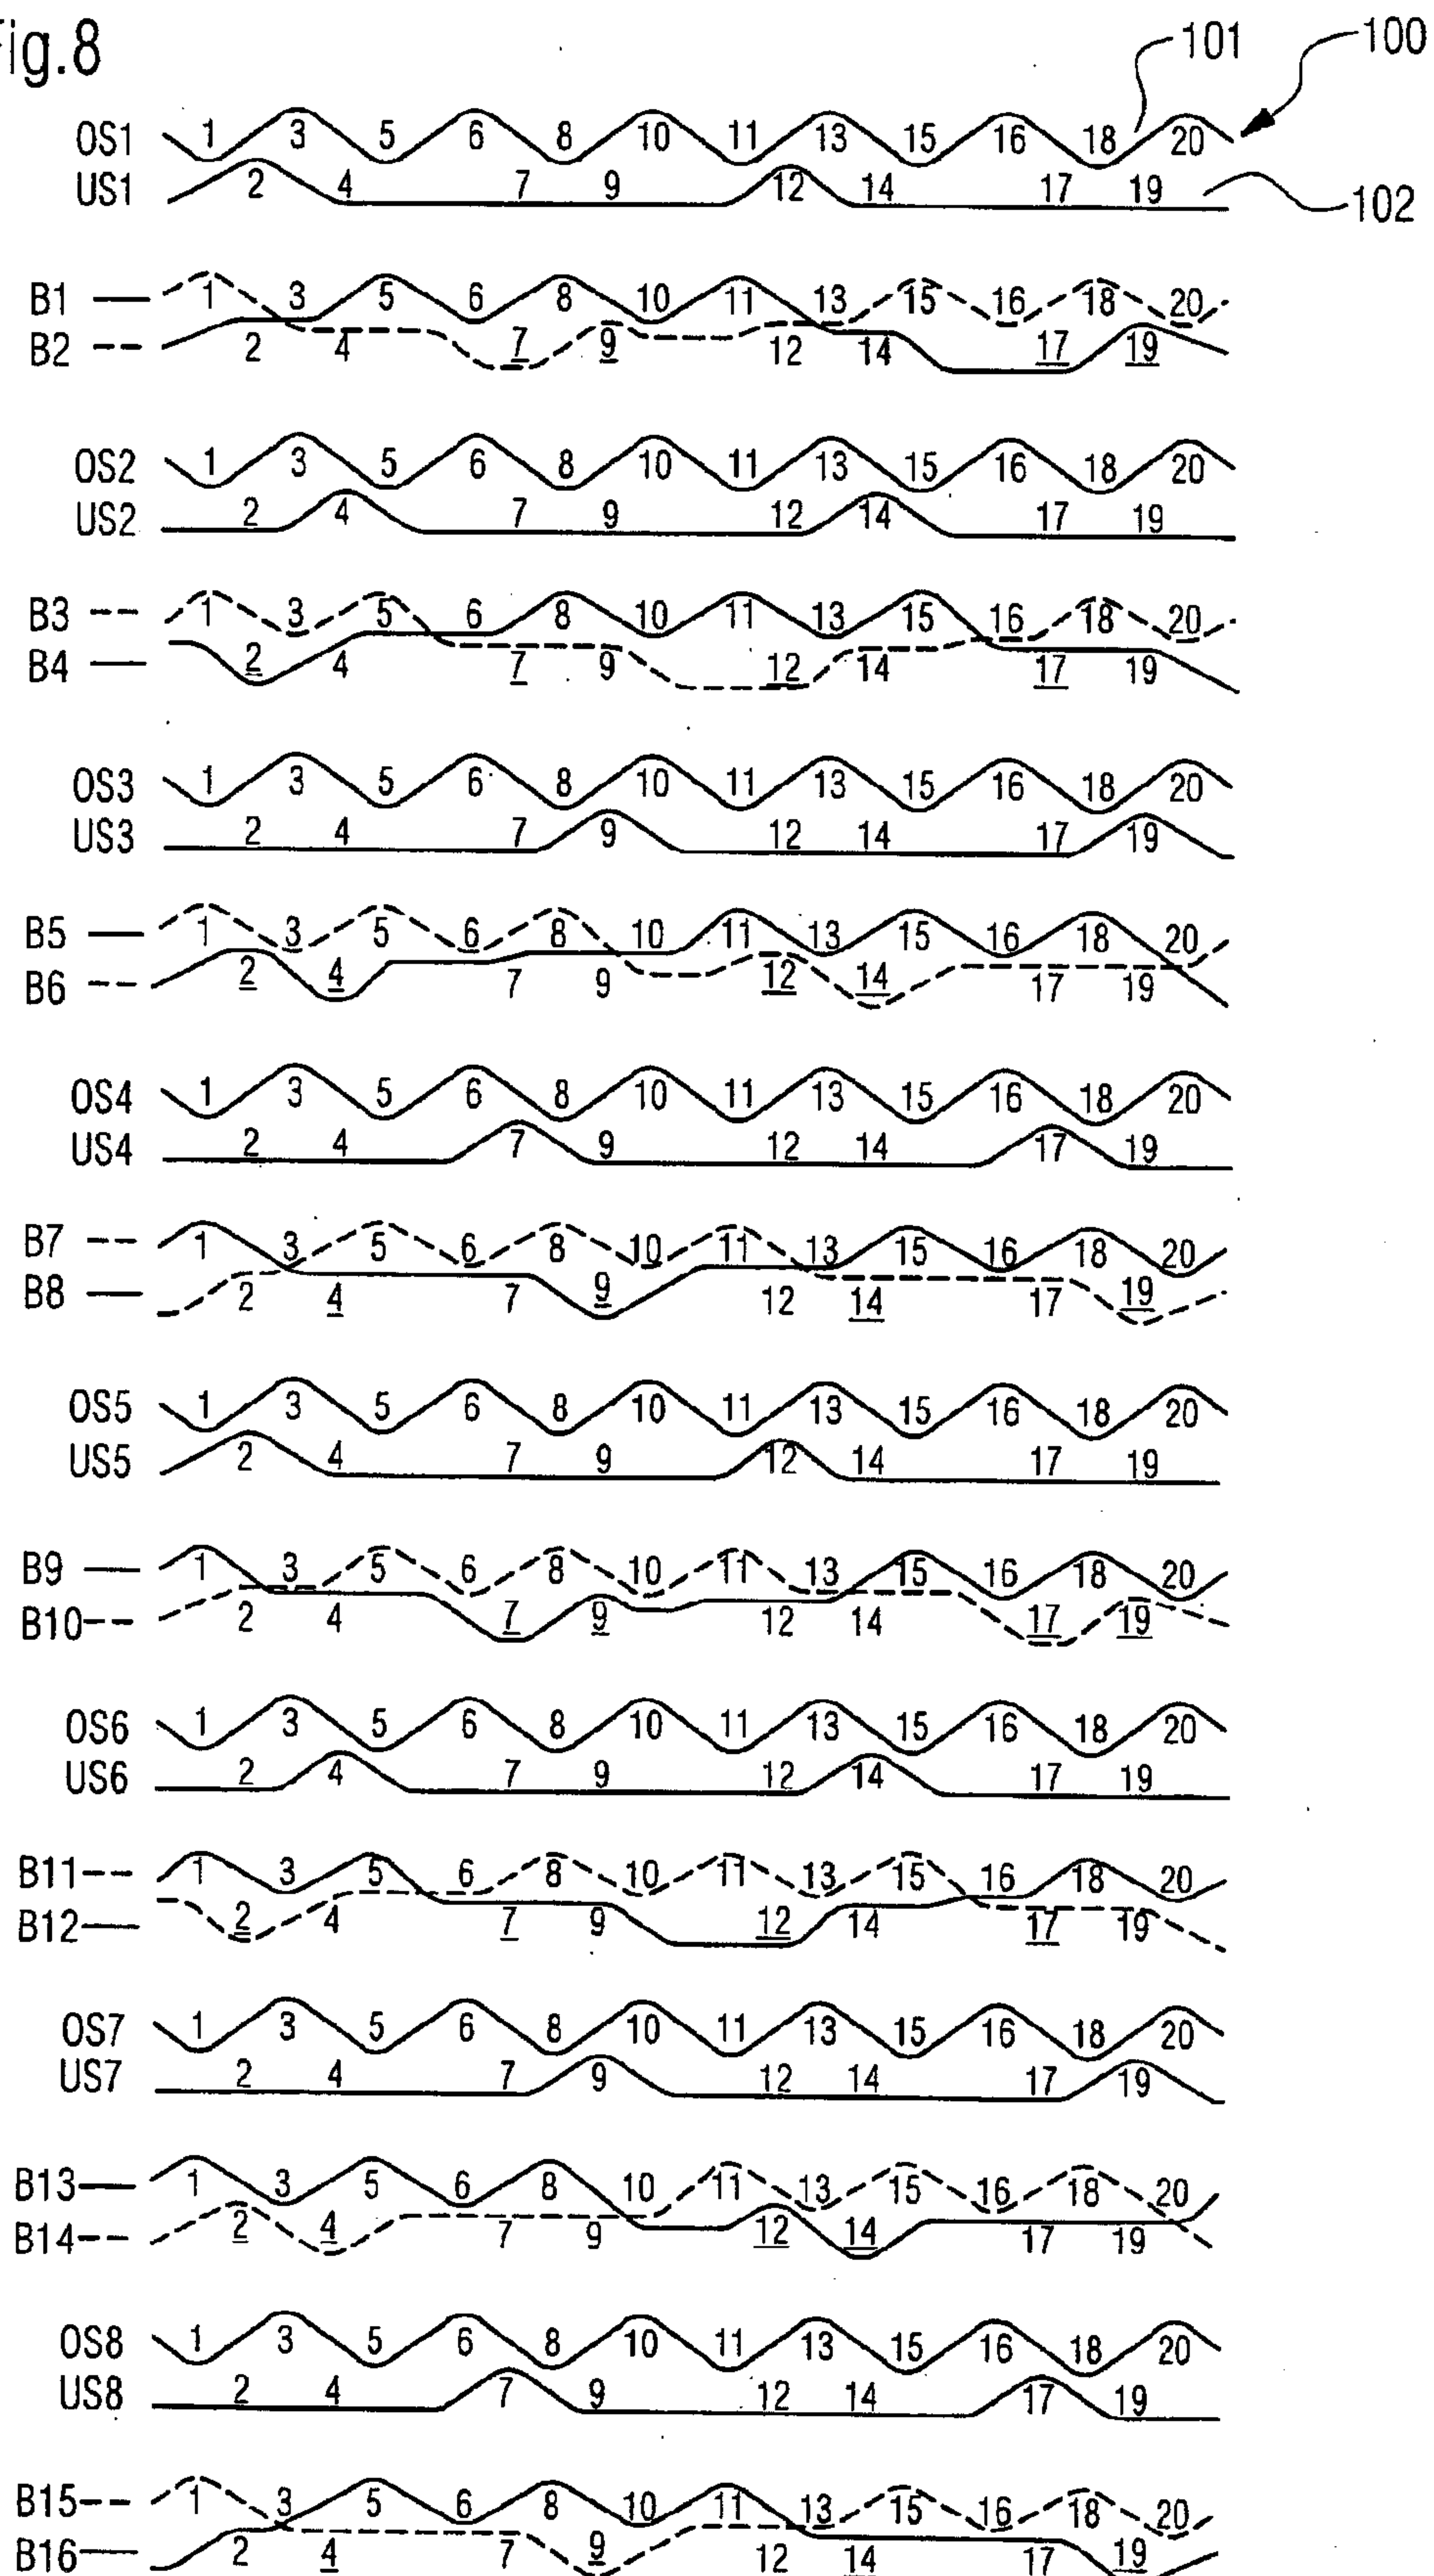 Fig.8
101 100
OS1 1 3 5 6 8 10 11 13 15 16 18 20
US1 2 4 7 9 12 14 17 19
102
B1 1 3 5 6 8 10 11 13 15 16 18 20
B2 2 4 7 9 12 14 17 19
OS2 1 3 5 6 8 10 11 13 15 16 18 20
US2 2 4 7 9 12 14 17 19
B3 1 3 5 6 8 10 11 13 15 16 18 20
B4 2 4 7 9 12 14 17 19
OS3 1 3 5 6 8 10 11 13 15 16 18 20
US3 2 4 7 9 12 14 17 19
B5 1 3 5 6 8 10 11 13 15 16 18 20
B6 2 4 7 9 12 14 17 19
OS4 1 3 5 6 8 10 11 13 15 16 18 20
US4 2 4 7 9 12 14 17 19
B7 1 3 5 6 8 10 11 13 15 16 18 20
B8 2 4 7 9 12 14 17 19
OS5 1 3 5 6 8 10 11 13 15 16 18 20
US5 2 4 7 9 12 14 17 19
B9 1 3 5 6 8 10 11 13 15 16 18 20
B10 2 4 7 9 12 14 17 19
OS6 1 3 5 6 8 10 11 13 15 16 18 20
US6 2 4 7 9 12 14 17 19
B11 1 3 5 6 8 10 11 13 15 16 18 20
B12 2 4 7 9 12 14 17 19
OS7 1 3 5 6 8 10 11 13 15 16 18 20
US7 2 4 7 9 12 14 17 19
B13 1 3 5 6 8 10 11 13 15 16 18 20
B14 2 4 7 9 12 14 17 19
OS8 1 3 5 6 8 10 11 13 15 16 18 20
US8 2 4 7 9 12 14 17 19
B15 1 3 5 6 8 10 11 13 15 16 18 20
B16 2 4 7 9 12 14 17 19